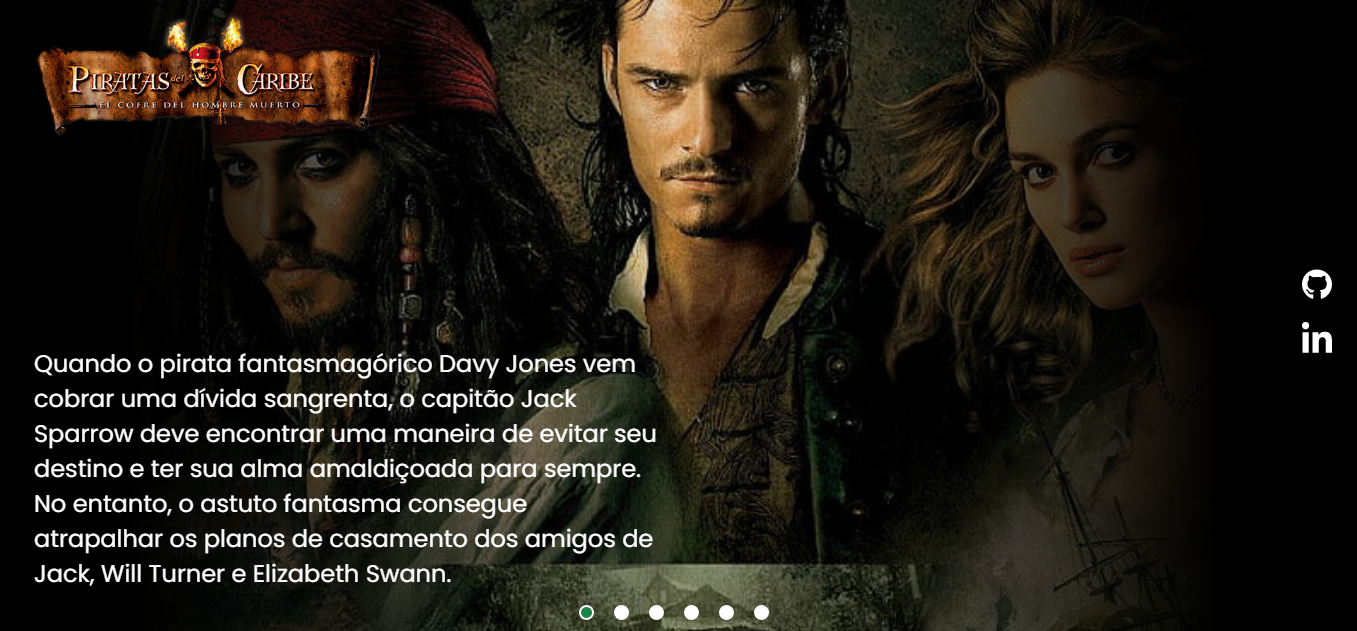 PIRATAS del CARIBE
EL COFRE DEL HOMBRE MUERTO
Quando o pirata fantasmagórico Davy Jones vem
cobrar uma dívida sangrenta, o capitão Jack
Sparrow deve encontrar uma maneira de evitar seu
destino e ter sua alma amaldiçoada para sempre.
No entanto, o astuto fantasma consegue
atrapalhar os planos de casamento dos amigos de
Jack, Will Turner e Elizabeth Swann.
in